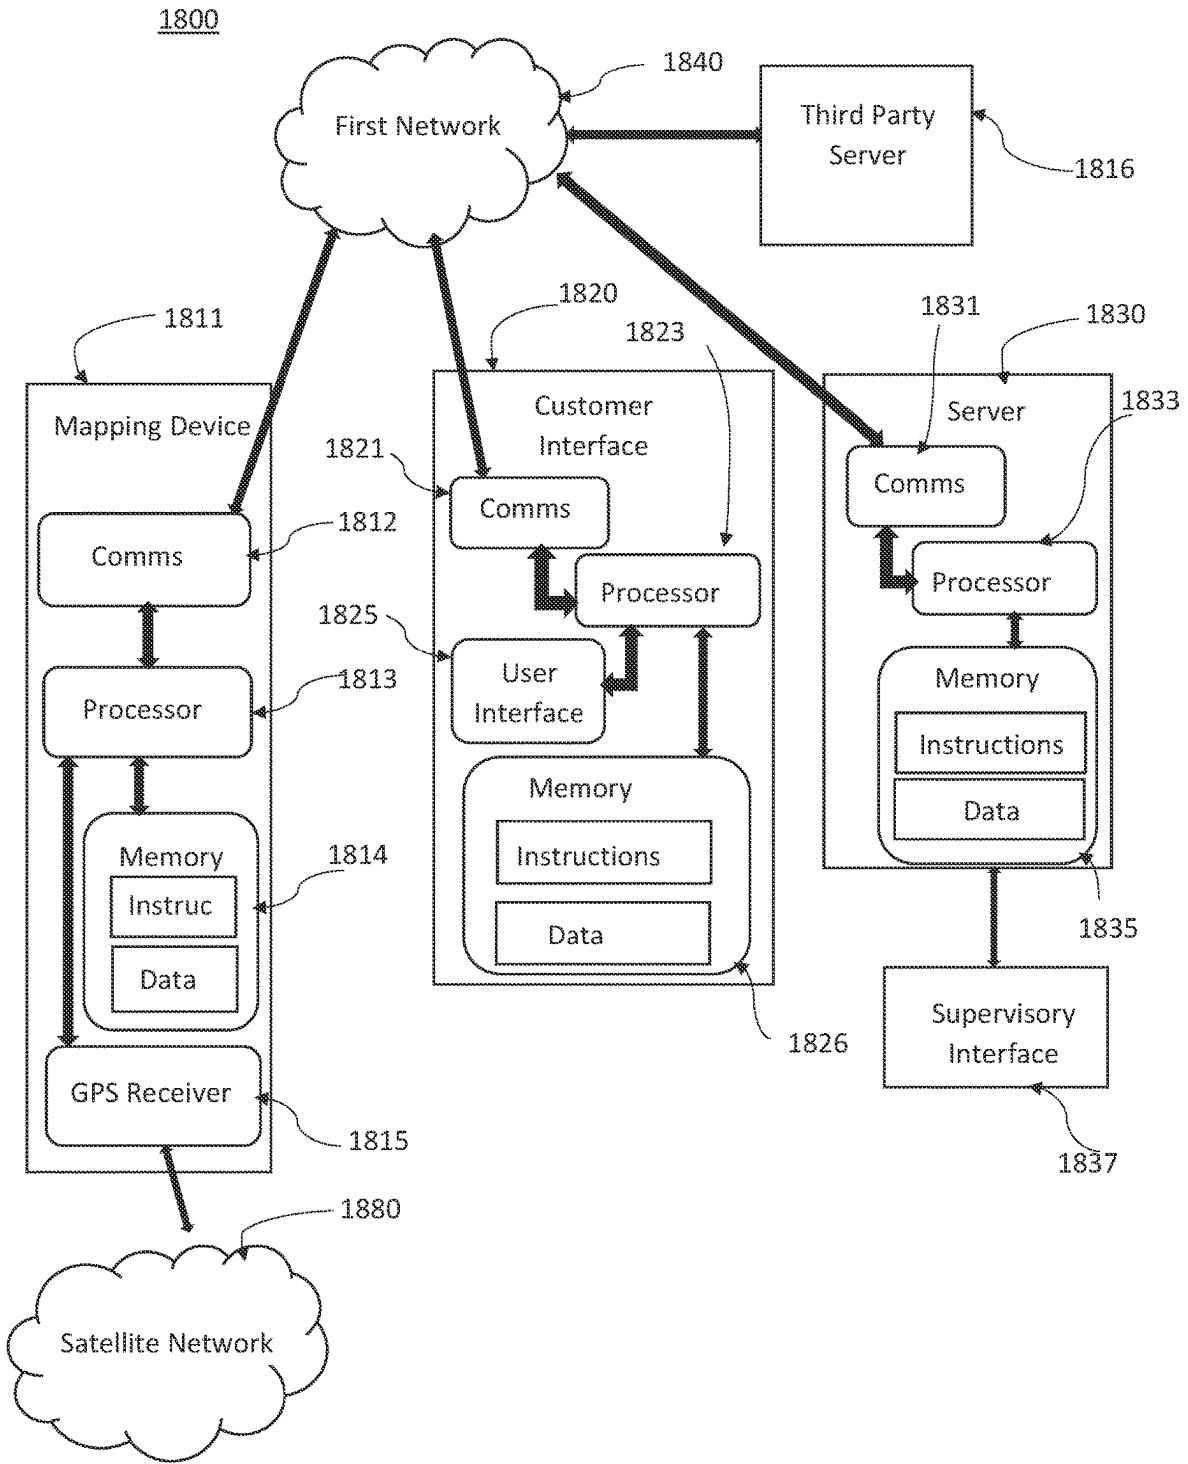 1800
1840
First Network
Third Party
Server
1816
1811
1820
1823
1831
1830
1833
Mapping Device
Customer
Interface
Server
1821
Comms
Comms
1812
Comms
1825
Processor
Processor
1813
Processor
User
Interface
Memory
Instructions
Data
1835
Memory
Instructions
Data
1826
1814
Memory
Instruc
Data
Supervisory
Interface
1837
GPS Receiver
1815
1880
Satellite Network